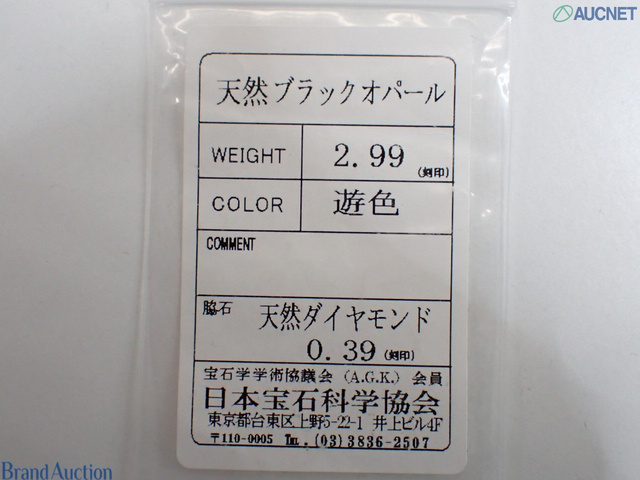 AUCNET
天然ブラックオパール
WEIGHT 2.99 (刻印)
COLOR 遊色
COMMENT
脇石 天然ダイヤモンド
0.39 (刻印)
宝石学学術協議会 (A.G.K.) 会員
日本宝石科学協会
東京都台東区上野5-22-1 井上ビル4F
〒110-0005 TEL. (03)3836-2507
Brand Auction